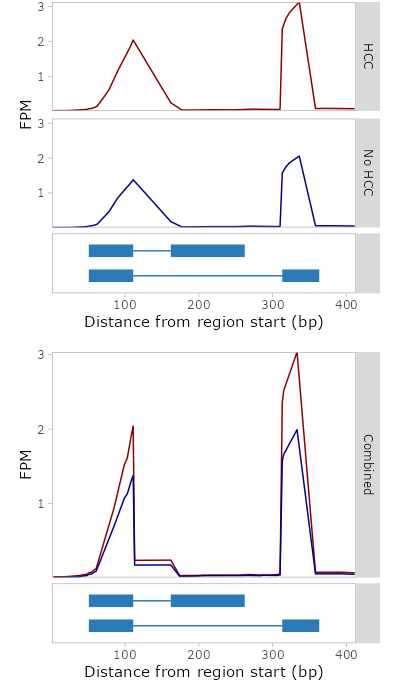 3
2
1
HCC
FPM
3
2
1
No HCC
100 200 300 400
Distance from region start (bp)
3
2
1
FPM
Combined
100 200 300 400
Distance from region start (bp)